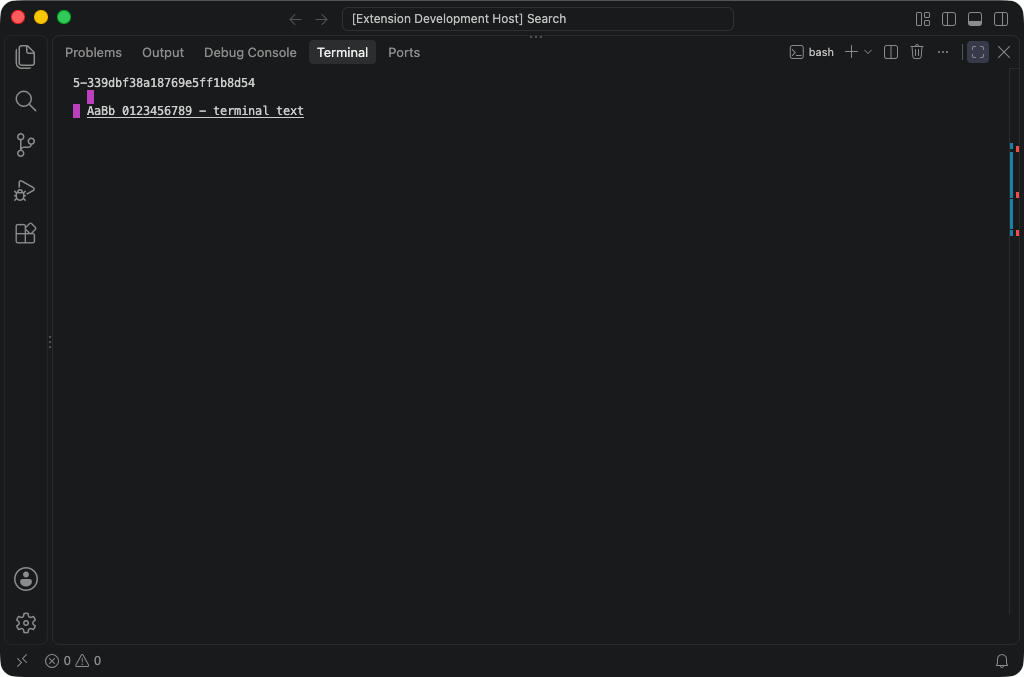 [Extension Development Host] Search
Problems Output Debug Console Terminal Ports
bash
5-339dbf38a18769e5ff1b8d54
AaBb 0123456789 - terminal text
0 0